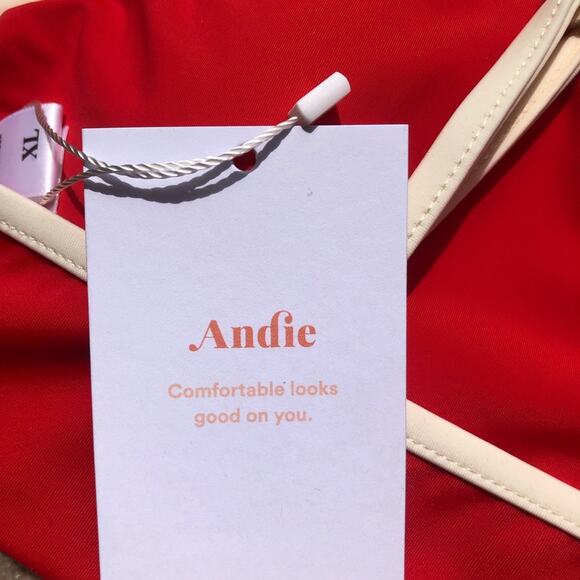 XL
Andie
Comfortable looks
good on you.